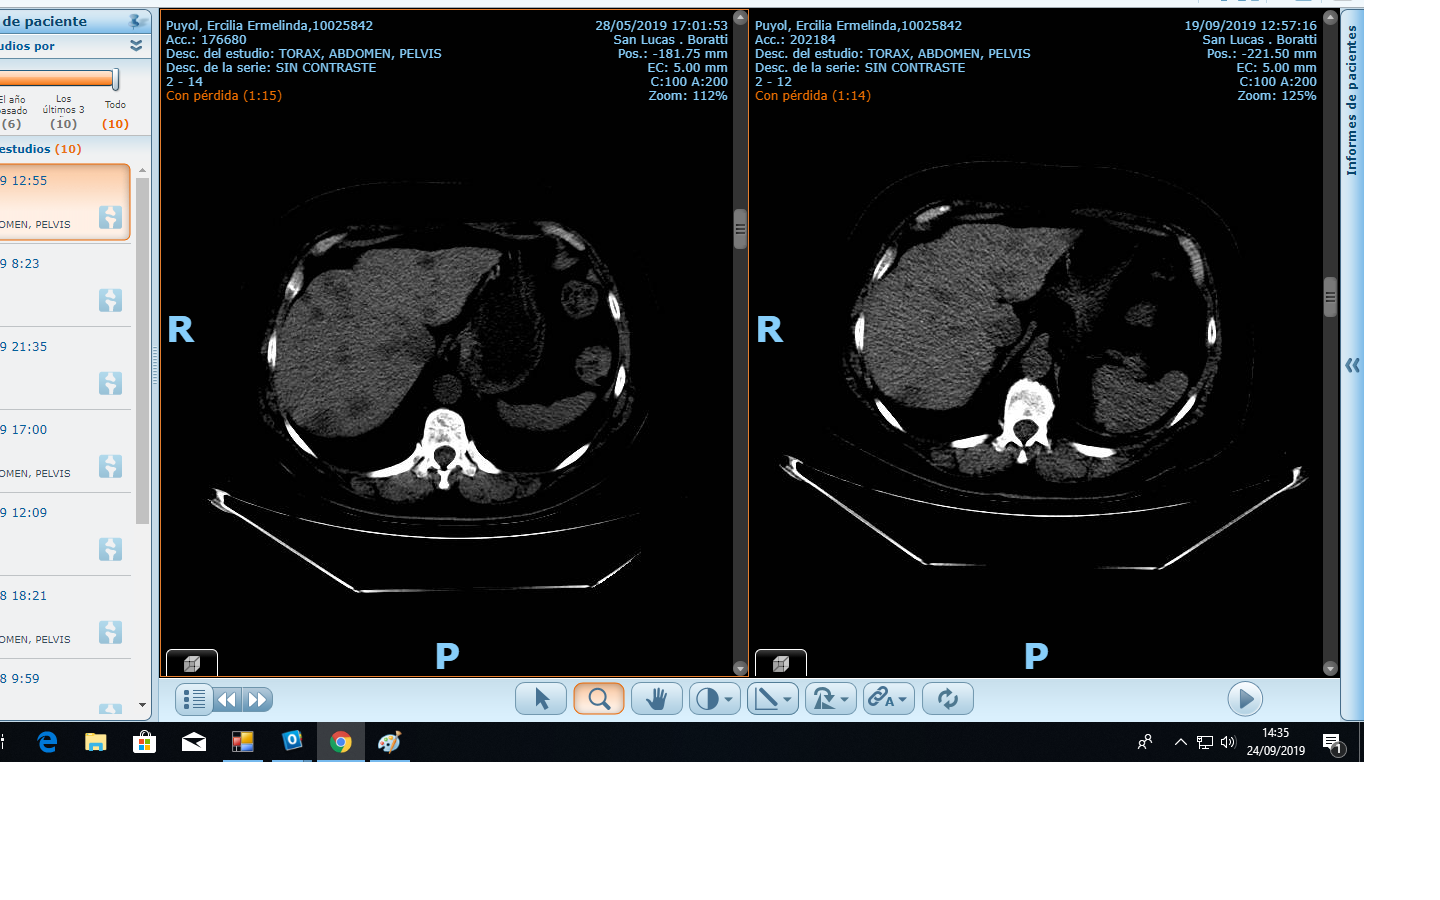 de paciente
udios por
El año
pasado
(6)
Los
últimos 3
(10)
Todo
(10)
estudios (10)
9 12:55
OMEN, PELVIS
9 8:23
9 21:35
9 17:00
OMEN, PELVIS
9 12:09
8 18:21
OMEN, PELVIS
8 9:59
Puyol, Ercilia Ermelinda,10025842
Acc.: 176680
Desc. del estudio: TORAX, ABDOMEN, PELVIS
Desc. de la serie: SIN CONTRASTE
2 - 14
Con pérdida (1:15)
28/05/2019 17:01:53
San Lucas . Boratti
Pos.: -181.75 mm
EC: 5.00 mm
C:100 A:200
Zoom: 112%
R
P
Puyol, Ercilia Ermelinda,10025842
Acc.: 202184
Desc. del estudio: TORAX, ABDOMEN, PELVIS
Desc. de la serie: SIN CONTRASTE
2 - 12
Con pérdida (1:14)
19/09/2019 12:57:16
San Lucas . Boratti
Pos.: -221.50 mm
EC: 5.00 mm
C:100 A:200
Zoom: 125%
R
P
Informes de pacientes
A
14:35
24/09/2019
1